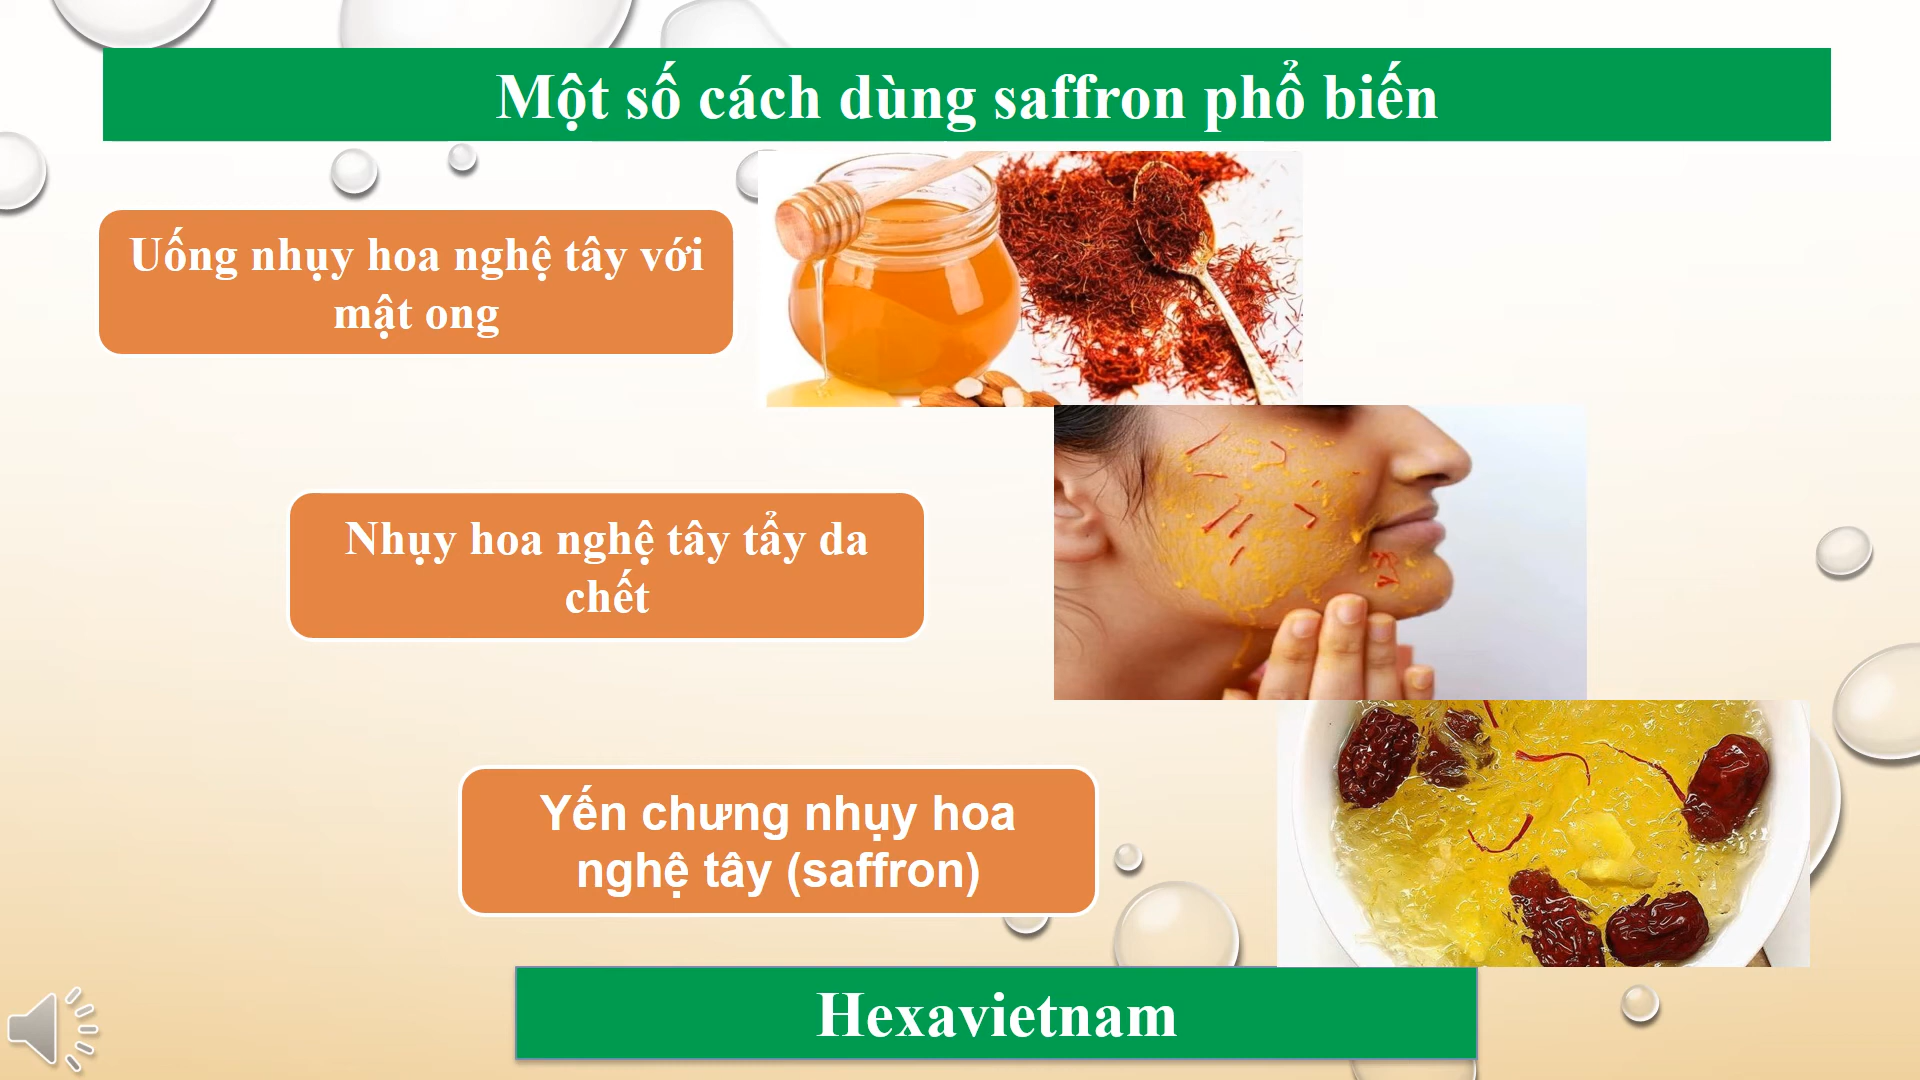 Một số cách dùng saffron phổ biến
Uống nhụy hoa nghệ tây với
mật ong
Nhụy hoa nghệ tây tẩy da
chết
Yến chưng nhụy hoa
nghệ tây (saffron)
Hexavietnam